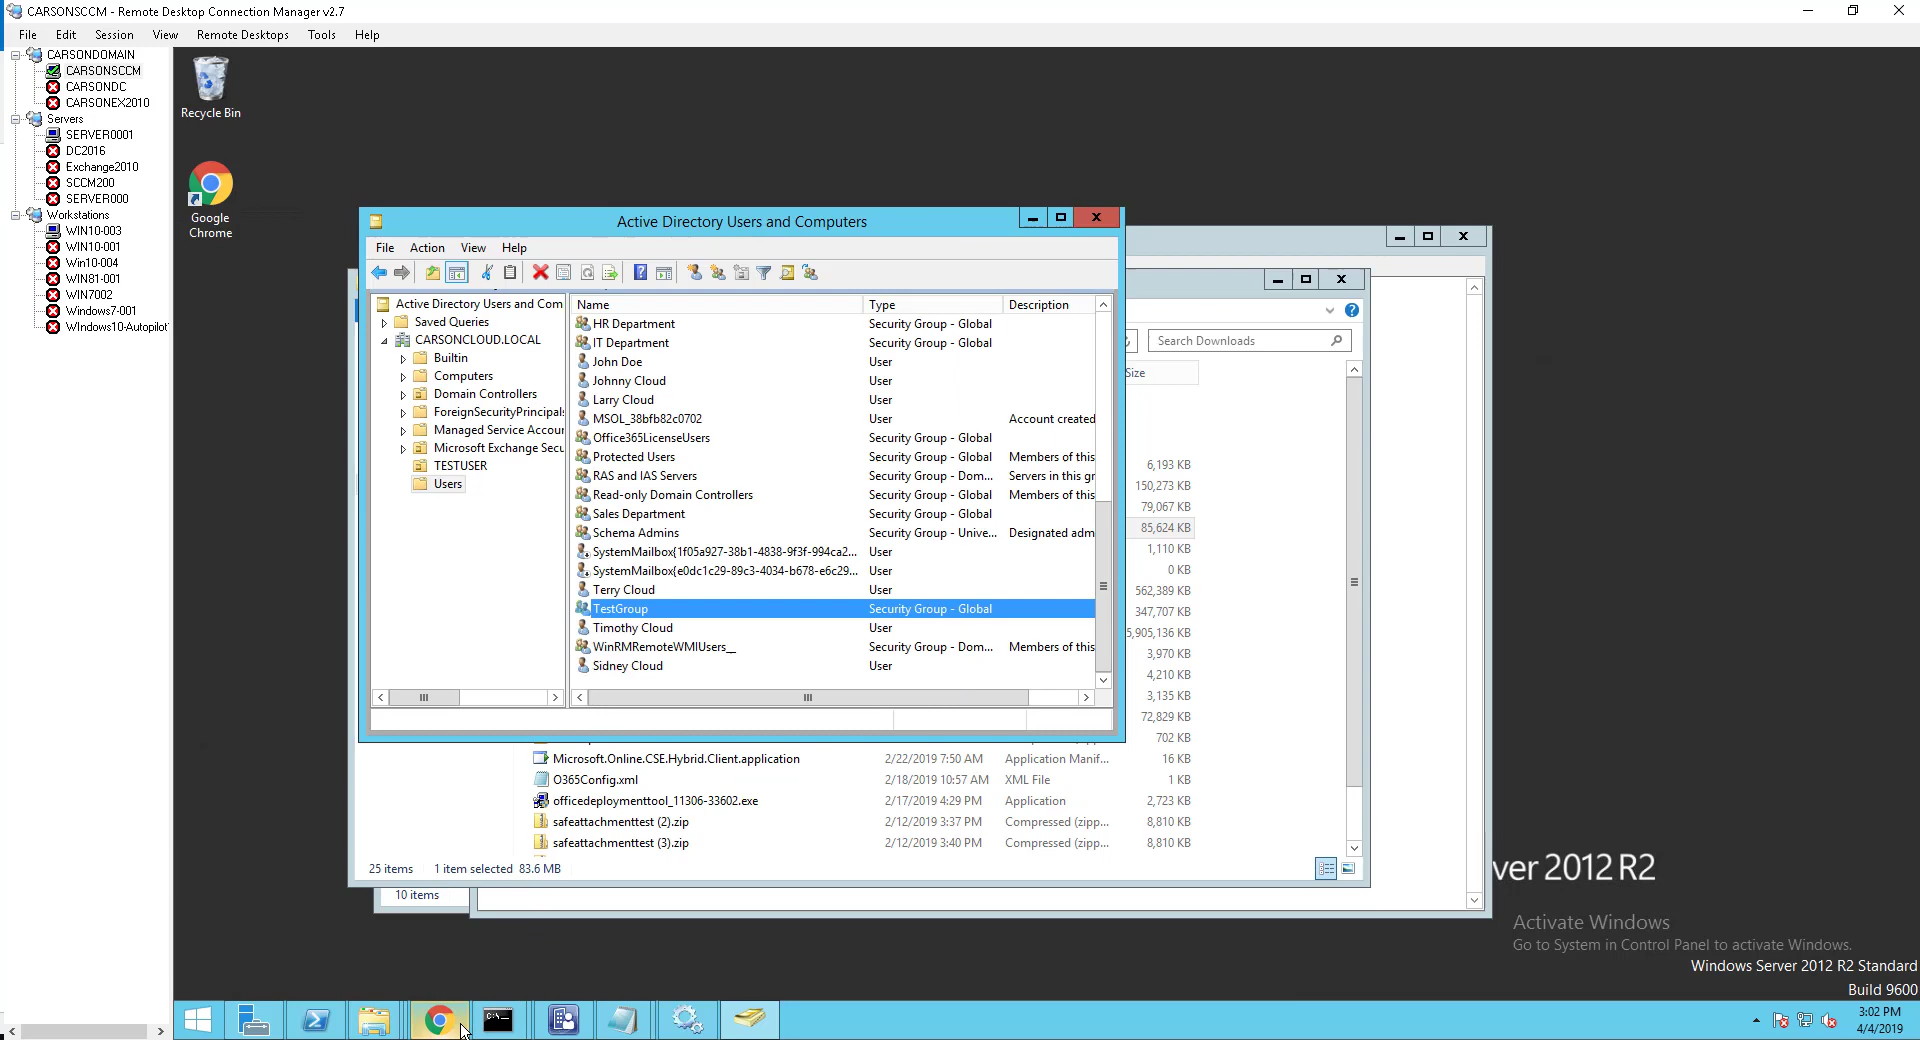 CARSONSCCM - Remote Desktop Connection Manager v2.7
File Edit Session View Remote Desktops Tools Help
CARSONDOMAIN
CARSONSCCM
CARSONDC
CARSONEX2010
Servers
SERVER0001
DC2016
Exchange2010
SCCM200
SERVER000
Workstations
WIN10-003
WIN10-001
Win10-004
WIN81-001
WIN7002
Windows7-001
WIndows10-Autopilot
Recycle Bin
Google
Chrome
Active Directory Users and Computers
File Action View Help
Active Directory Users and Com
Saved Queries
CARSONCLOUD.LOCAL
Builtin
Computers
Domain Controllers
ForeignSecurityPrincipals
Managed Service Accour
Microsoft Exchange Secu
TESTUSER
Users
Name Type Description
HR Department Security Group - Global
IT Department Security Group - Global
John Doe User
Johnny Cloud User
Larry Cloud User
MSOL_38bfb82c0702 User Account created
Office365LicenseUsers Security Group - Global
Protected Users Security Group - Global Members of this
RAS and IAS Servers Security Group - Dom... Servers in this gr
Read-only Domain Controllers Security Group - Global Members of this
Sales Department Security Group - Global
Schema Admins Security Group - Unive... Designated adm
SystemMailbox{1f05a927-38b1-4838-9f3f-994ca2... User
SystemMailbox{e0dc1c29-89c3-4034-b678-e6c29... User
Terry Cloud User
TestGroup Security Group - Global
Timothy Cloud User
WinRMRemoteWMIUsers__ Security Group - Dom... Members of this
Sidney Cloud User
Search Downloads
Size
6,193 KB
150,273 KB
79,067 KB
85,624 KB
1,110 KB
0 KB
562,389 KB
347,707 KB
5,905,136 KB
3,970 KB
4,210 KB
3,135 KB
72,829 KB
702 KB
Microsoft.Online.CSE.Hybrid.Client.application 2/22/2019 7:50 AM Application Manif... 16 KB
O365Config.xml 2/18/2019 10:57 AM XML File 1 KB
officedeploymenttool_11306-33602.exe 2/17/2019 4:29 PM Application 2,723 KB
safeattachmenttest (2).zip 2/12/2019 3:37 PM Compressed (zipp... 8,810 KB
safeattachmenttest (3).zip 2/12/2019 3:40 PM Compressed (zipp... 8,810 KB
25 items 1 item selected 83.6 MB
10 items
ver 2012 R2
Activate Windows
Go to System in Control Panel to activate Windows.
Windows Server 2012 R2 Standard
Build 9600
3:02 PM
4/4/2019